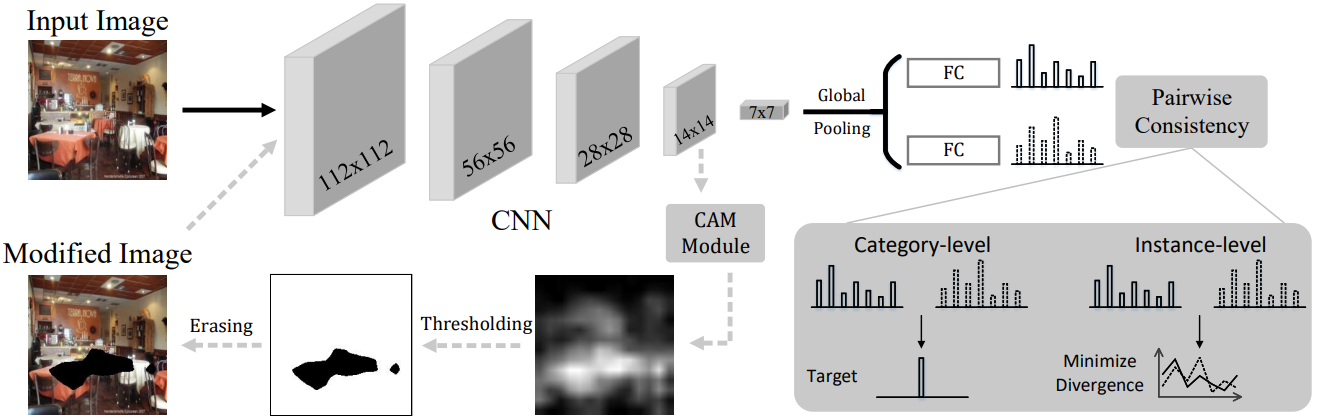 Input Image
112x112
56x56
28x28
14x14
7x7
Global
Pooling
FC
FC
Pairwise
Consistency
CNN
CAM
Module
Modified Image
Erasing
Thresholding
Category-level
Instance-level
Target
Minimize
Divergence